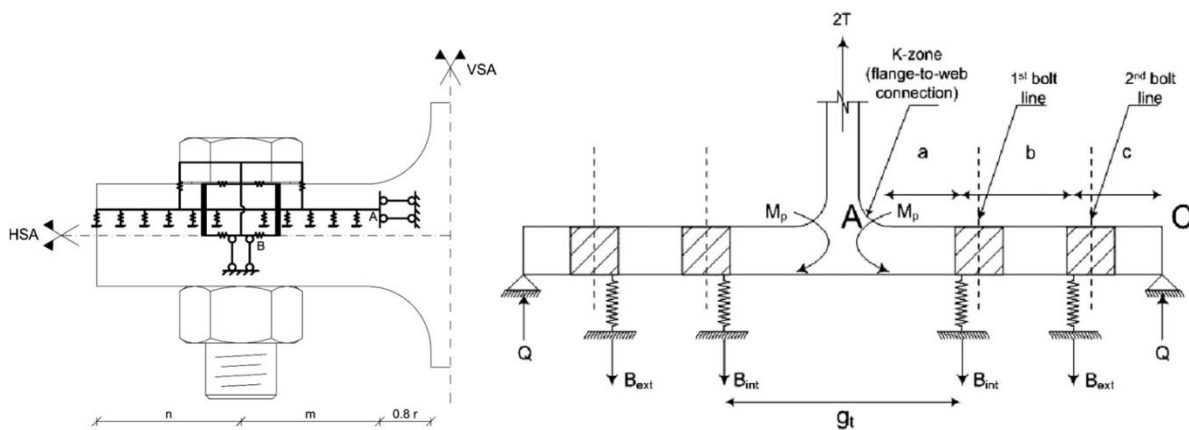 VSA
HSA
A
B
n
m
0.8 r
2T
K-zone
(flange-to-web
connection)
1st bolt
line
2nd bolt
line
a
b
c
Mp
A
Mp
C
Q
Bext
Bint
Bint
Bext
Q
gt